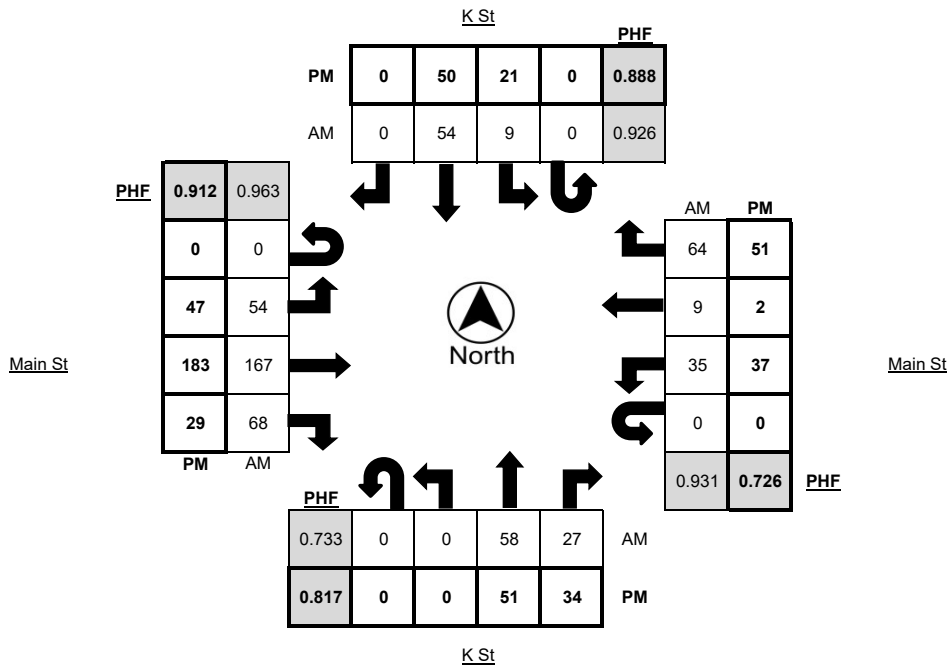 K St
PHF
PM 0 50 21 0 0.888
AM 0 54 9 0 0.926
PHF 0.912 0.963
0 0
47 54
183 167
29 68
PM AM
Main St
North
AM PM
64 51
9 2
35 37
0 0
0.931 0.726 PHF
Main St
PHF
0.733 0 0 58 27 AM
0.817 0 0 51 34 PM
K St